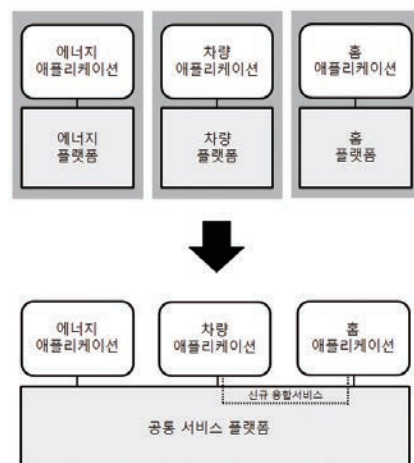 에너지
애플리케이션
차량
애플리케이션
홈
애플리케이션
에너지
플랫폼
차량
플랫폼
홈
플랫폼
에너지
애플리케이션
차량
애플리케이션
홈
애플리케이션
신규 융합서비스
공통 서비스 플랫폼